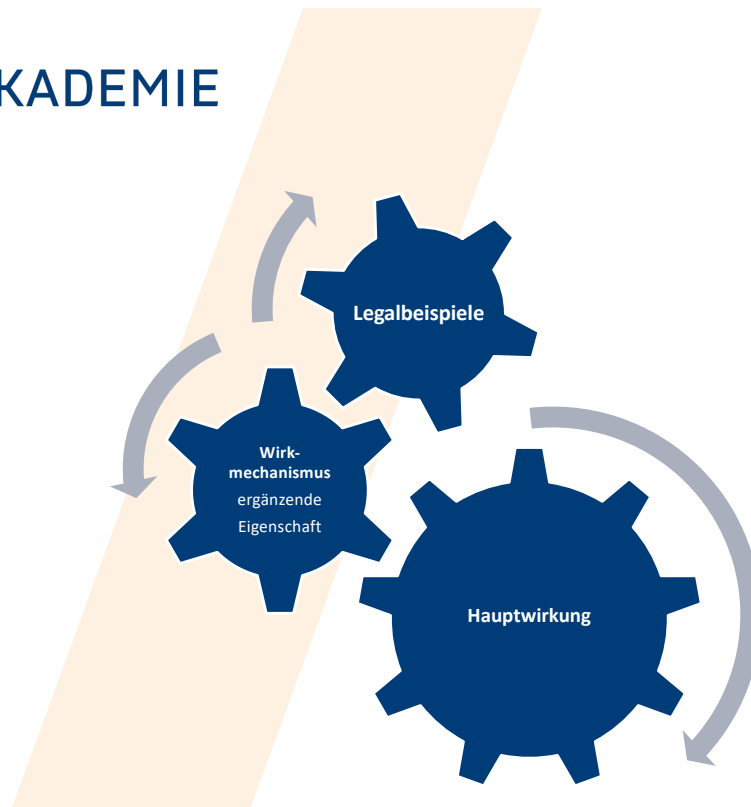 KADEMIE
Legalbeispiele
Wirk-
mechanismus
ergänzende
Eigenschaft
Hauptwirkung